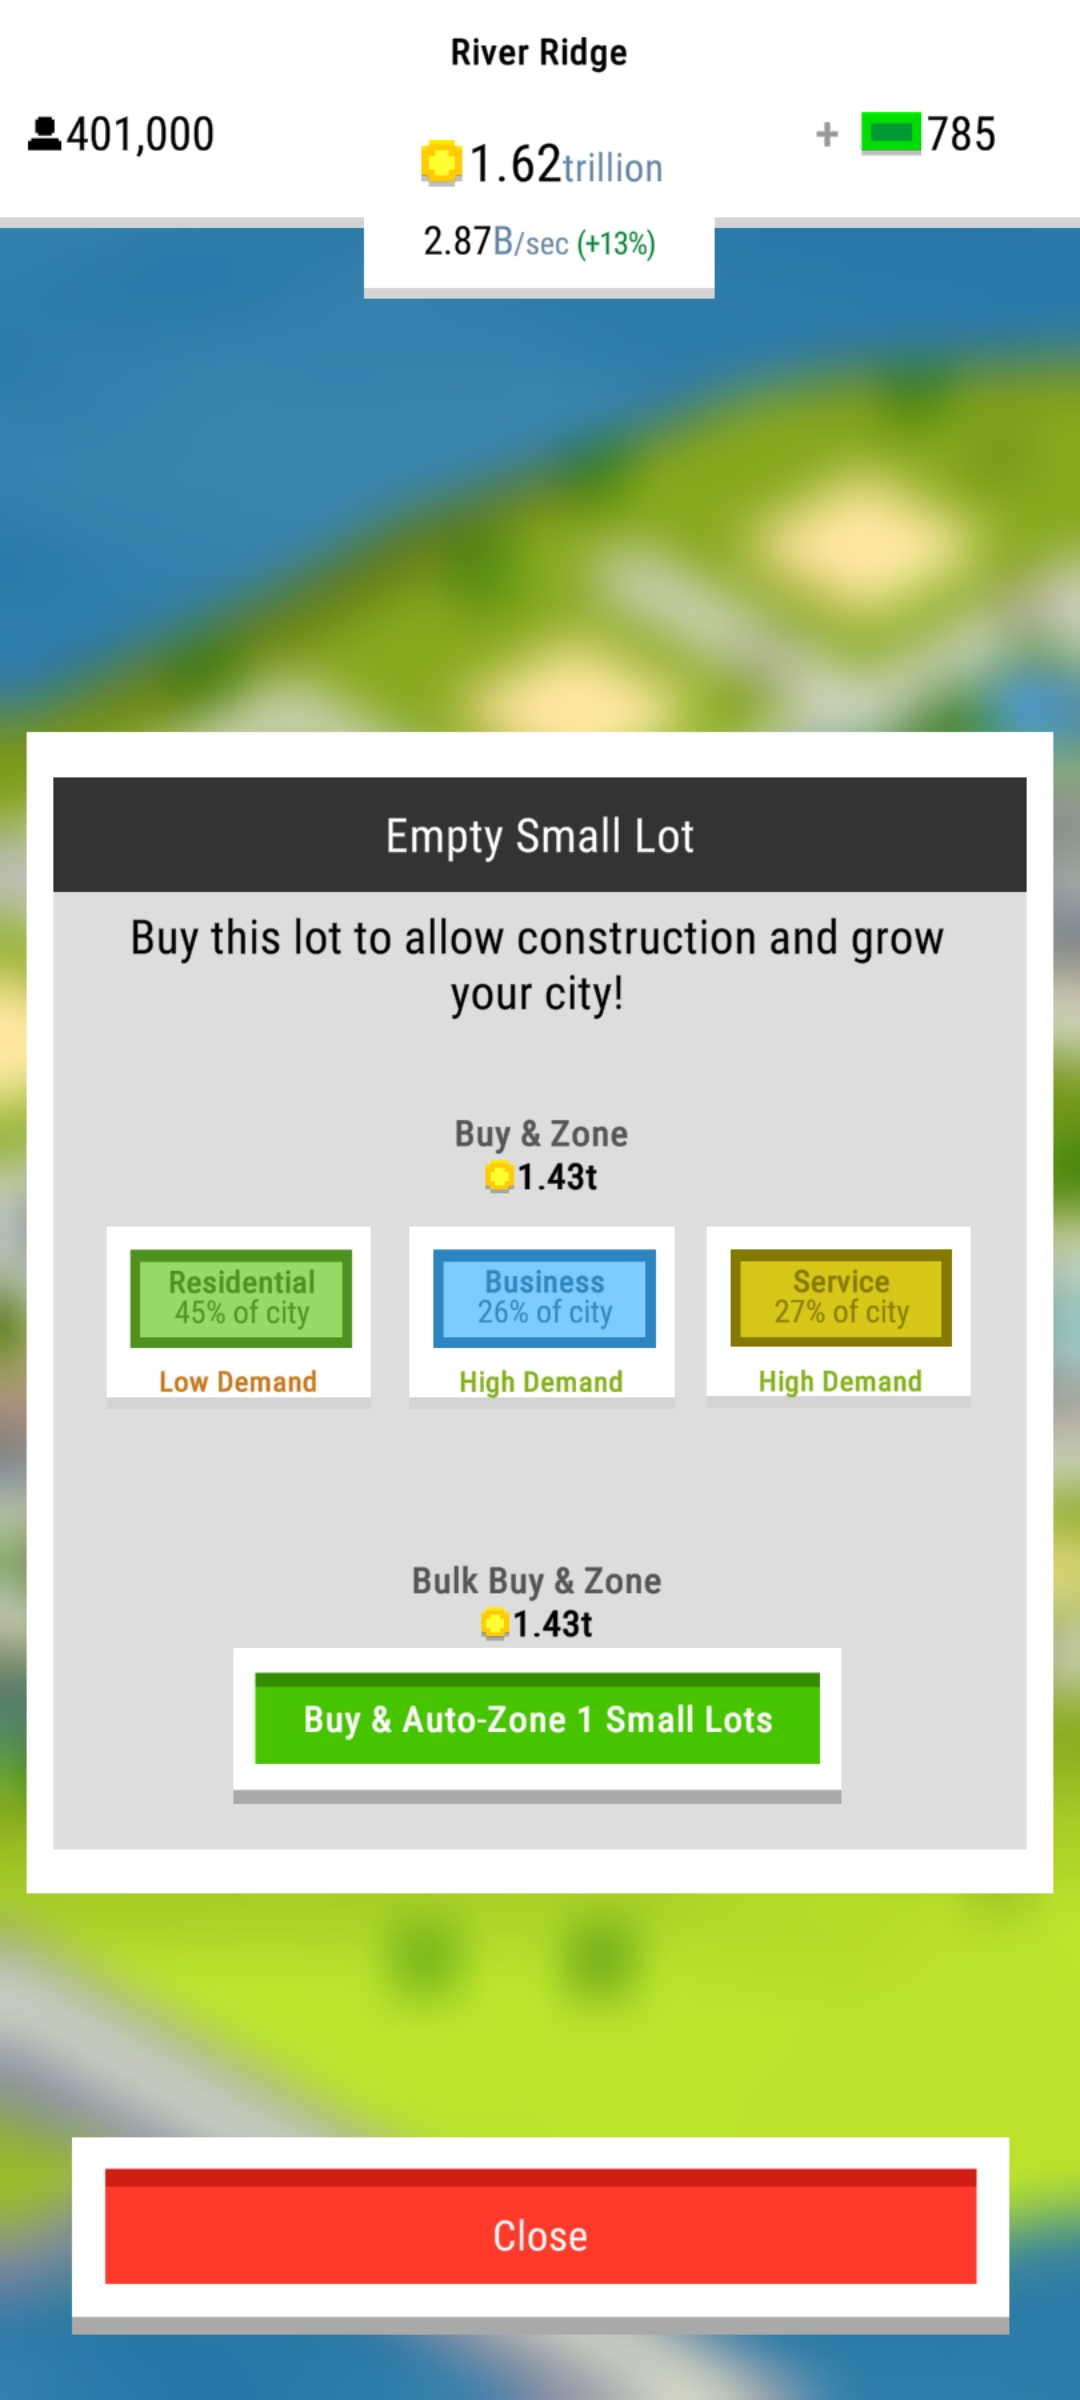 River Ridge
401,000
1.62trillion
+ 785
2.87B/sec (+13%)
Empty Small Lot
Buy this lot to allow construction and grow
your city!
Buy & Zone
1.43t
Residential
45% of city
Low Demand
Business
26% of city
High Demand
Service
27% of city
High Demand
Bulk Buy & Zone
1.43t
Buy & Auto-Zone 1 Small Lots
Close